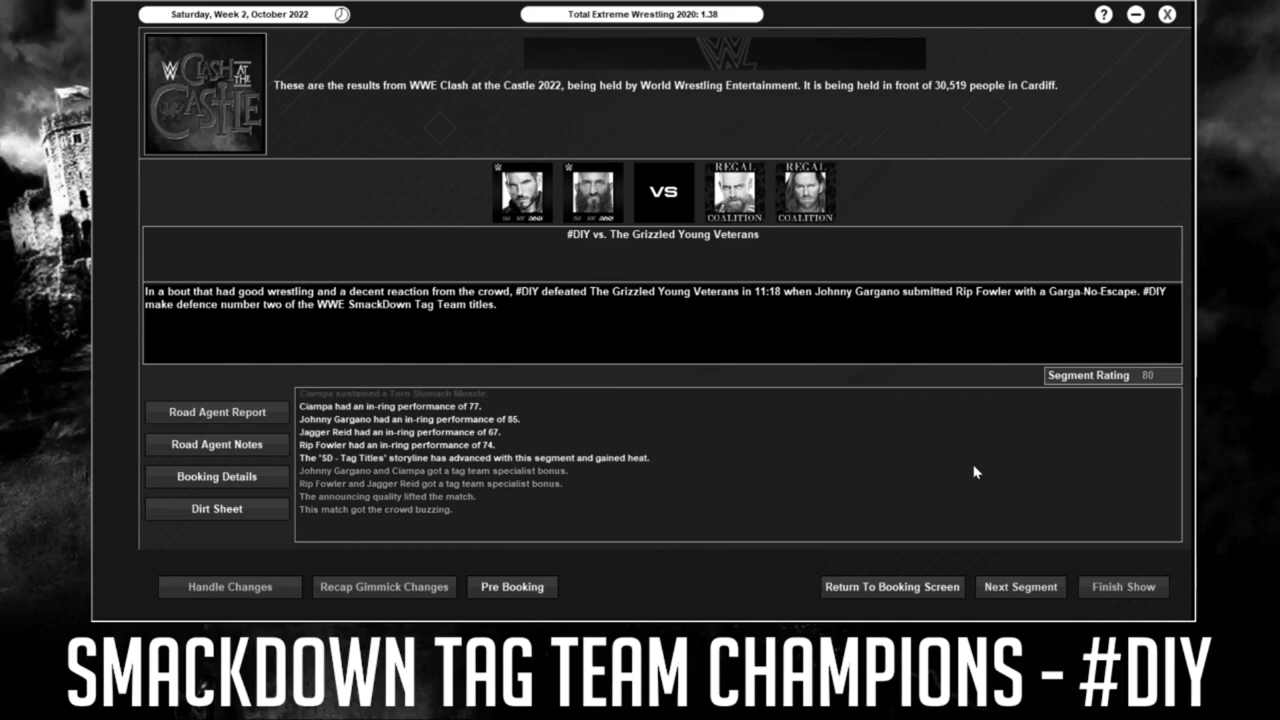 Saturday, Week 2, October 2022
Total Extreme Wrestling 2020: 1.38
?
X
W CLASH AT THE CASTLE
These are the results from WWE Clash at the Castle 2022, being held by World Wrestling Entertainment. It is being held in front of 30,519 people in Cardiff.
VS
REGAL COALITION
REGAL COALITION
#DIY vs. The Grizzled Young Veterans
In a bout that had good wrestling and a decent reaction from the crowd, #DIY defeated The Grizzled Young Veterans in 11:18 when Johnny Gargano submitted Rip Fowler with a Garga-No-Escape. #DIY
make defence number two of the WWE SmackDown Tag Team titles.
Segment Rating 80
Road Agent Report
Road Agent Notes
Booking Details
Dirt Sheet
Ciampa sustained a Torn Stomach Muscle.
Ciampa had an in-ring performance of 77.
Johnny Gargano had an in-ring performance of 85.
Jagger Reid had an in-ring performance of 67.
Rip Fowler had an in-ring performance of 74.
The 'SD - Tag Titles' storyline has advanced with this segment and gained heat.
Johnny Gargano and Ciampa got a tag team specialist bonus.
Rip Fowler and Jagger Reid got a tag team specialist bonus.
The announcing quality lifted the match.
This match got the crowd buzzing.
Handle Changes
Recap Gimmick Changes
Pre Booking
Return To Booking Screen
Next Segment
Finish Show
SMACKDOWN TAG TEAM CHAMPIONS - #DIY